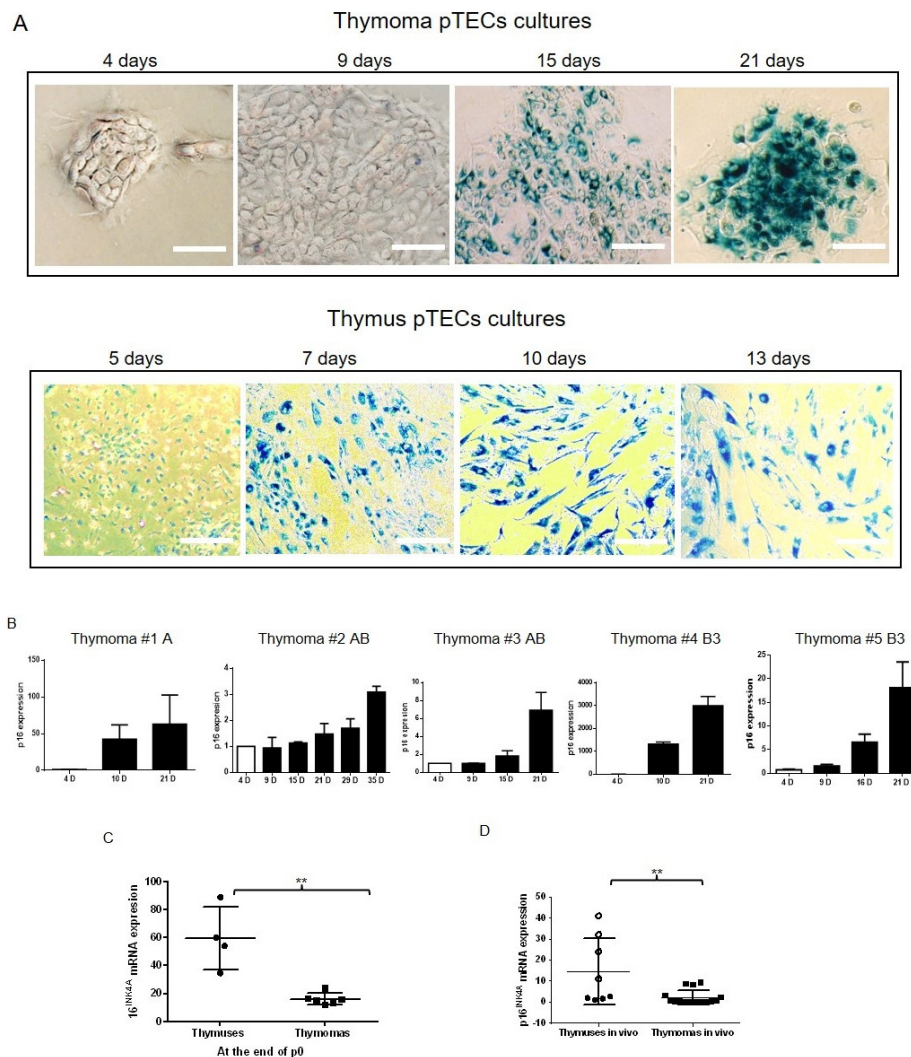 A
Thymoma pTECs cultures
4 days 9 days 15 days 21 days
Thymus pTECs cultures
5 days 7 days 10 days 13 days
B
Thymoma #1 A Thymoma #2 AB Thymoma #3 AB Thymoma #4 B3 Thymoma #5 B3
p16 expression
150
100
50
0
4 D 10 D 21 D
p16 expression
4
3
2
1
0
4 D 9 D 15 D 21 D 29 D 35 D
p16 expression
10
8
6
4
2
0
4 D 9 D 15 D 21 D
p16 expression
4000
3000
2000
1000
0
4 D 10 D 21 D
p16 expression
25
20
15
10
5
0
4 D 9 D 16 D 21 D
C
16INK4A mRNA expresion
100
80
60
40
20
0
**
Thymuses Thymomas
At the end of p0
D
p16INK4A mRNA expression
50
40
30
20
10
0
-10
**
Thymuses in vivo Thymomas in vivo